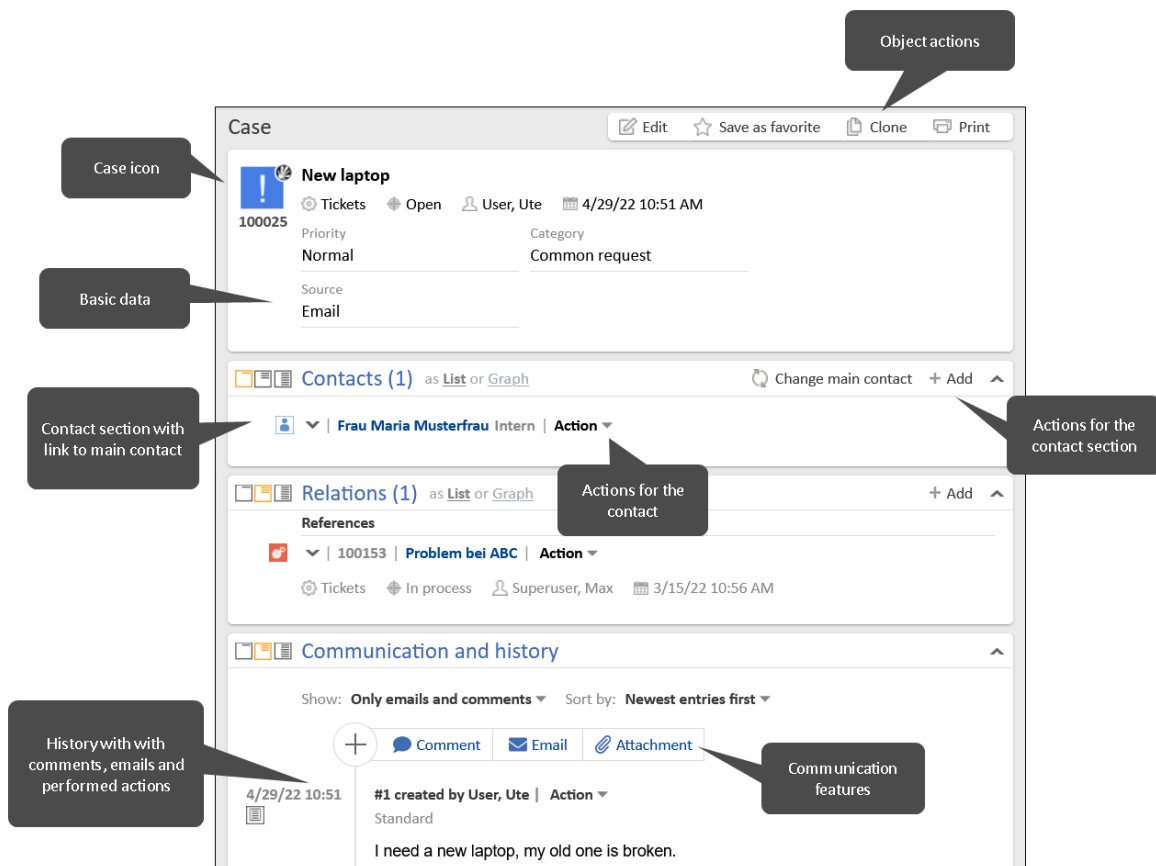 Object actions
Case
Edit Save as favorite Clone Print
Case icon
New laptop
Tickets Open User, Ute 4/29/22 10:51 AM
100025
Priority Category
Normal Common request
Basic data
Source
Email
Contacts (1) as List or Graph Change main contact + Add
Contact section with
link to main contact
| Frau Maria Musterfrau Intern | Action
Actions for the
contact section
Actions for the
contact
Relations (1) as List or Graph + Add
References
| 100153 | Problem bei ABC | Action
Tickets In process Superuser, Max 3/15/22 10:56 AM
Communication and history
Show: Only emails and comments Sort by: Newest entries first
History with with
comments, emails and
performed actions
+ Comment Email Attachment
Communication
features
4/29/22 10:51 #1 created by User, Ute | Action
Standard
I need a new laptop, my old one is broken.